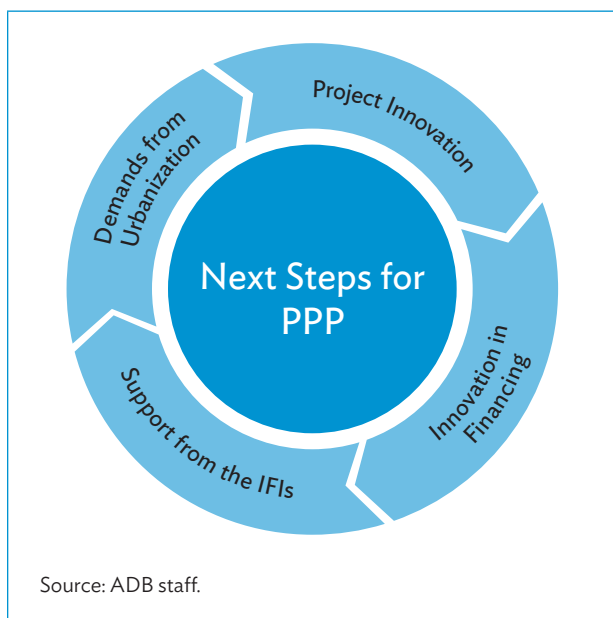 Project Innovation
Innovation in
Financing
Support from the IFIs
Demands from
Urbanization
Next Steps for
PPP
Source: ADB staff.